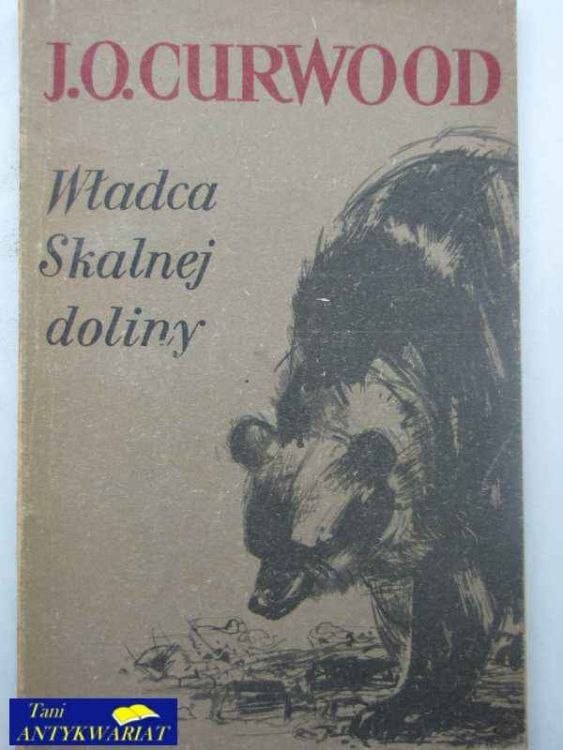 J.O.CURWOOD
Władca
Skalnej
doliny
Tani
ANTYKWARIAT